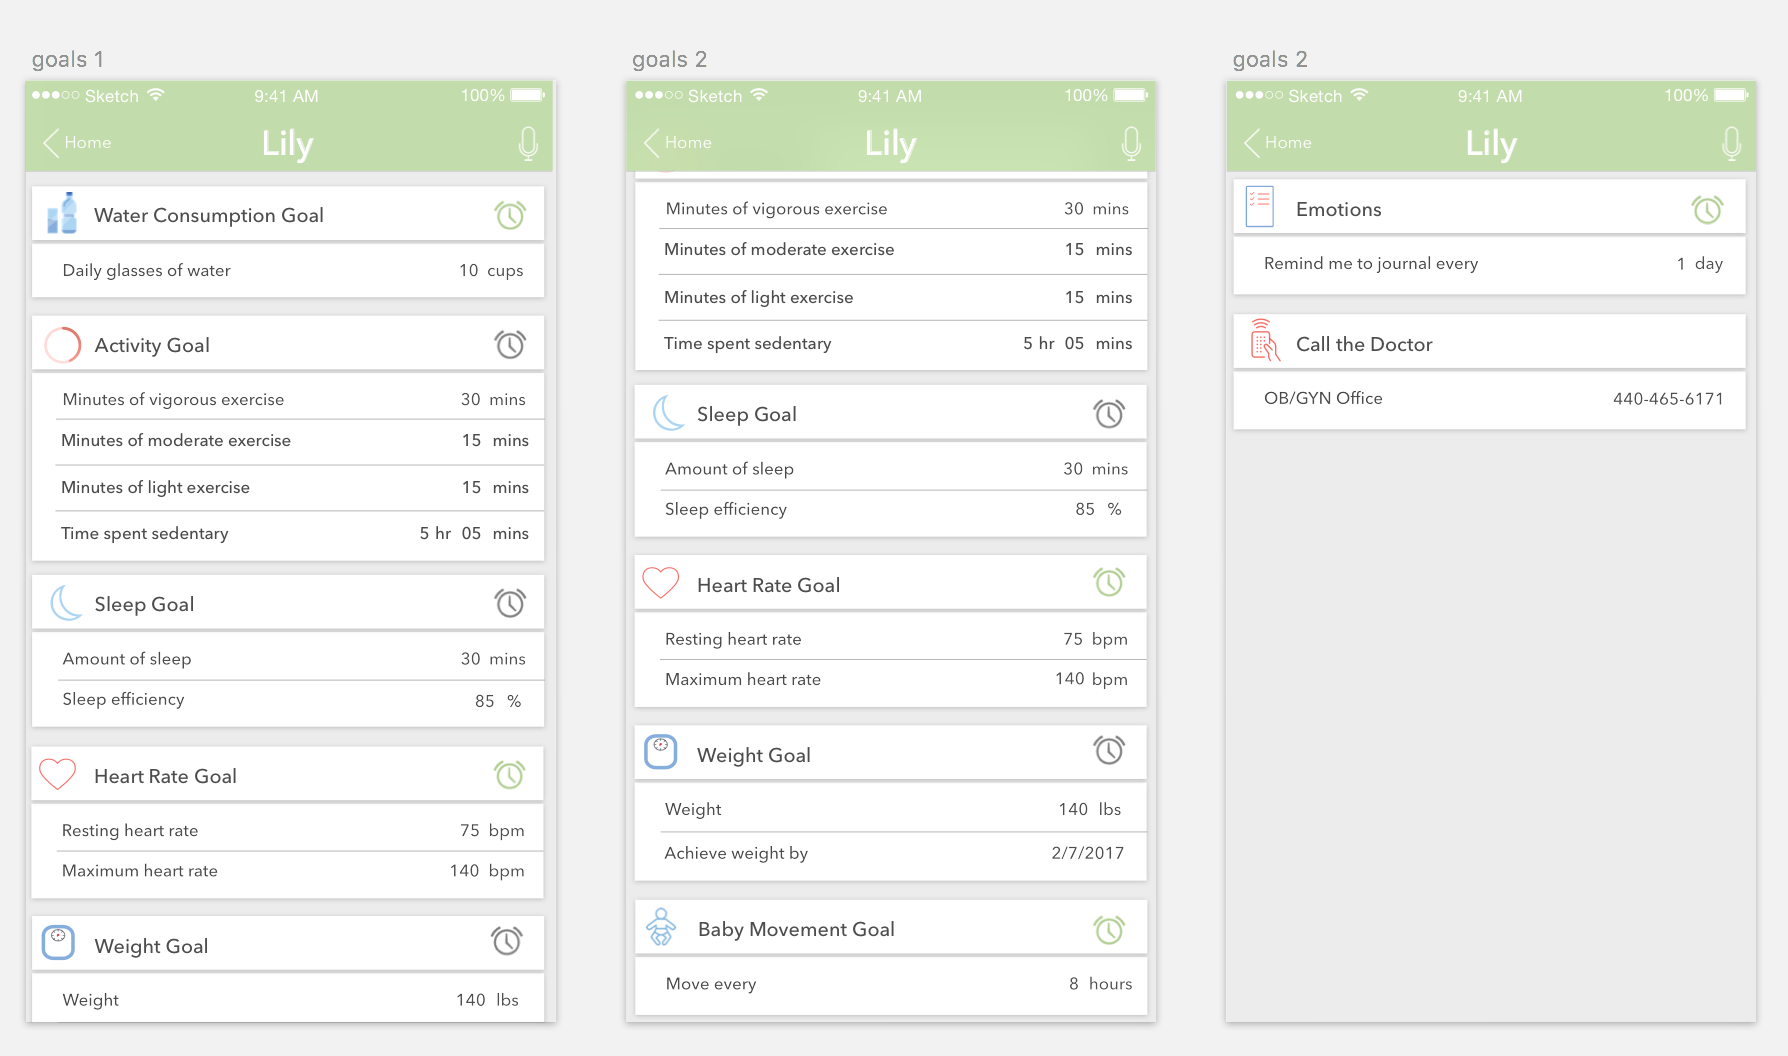 goals 1
Sketch 9:41 AM 100%
Home Lily
Water Consumption Goal
Daily glasses of water 10 cups
Activity Goal
Minutes of vigorous exercise 30 mins
Minutes of moderate exercise 15 mins
Minutes of light exercise 15 mins
Time spent sedentary 5 hr 05 mins
Sleep Goal
Amount of sleep 30 mins
Sleep efficiency 85 %
Heart Rate Goal
Resting heart rate 75 bpm
Maximum heart rate 140 bpm
Weight Goal
Weight 140 lbs
goals 2
Sketch 9:41 AM 100%
Home Lily
Minutes of vigorous exercise 30 mins
Minutes of moderate exercise 15 mins
Minutes of light exercise 15 mins
Time spent sedentary 5 hr 05 mins
Sleep Goal
Amount of sleep 30 mins
Sleep efficiency 85 %
Heart Rate Goal
Resting heart rate 75 bpm
Maximum heart rate 140 bpm
Weight Goal
Weight 140 lbs
Achieve weight by 2/7/2017
Baby Movement Goal
Move every 8 hours
goals 2
Sketch 9:41 AM 100%
Home Lily
Emotions
Remind me to journal every 1 day
Call the Doctor
OB/GYN Office 440-465-6171